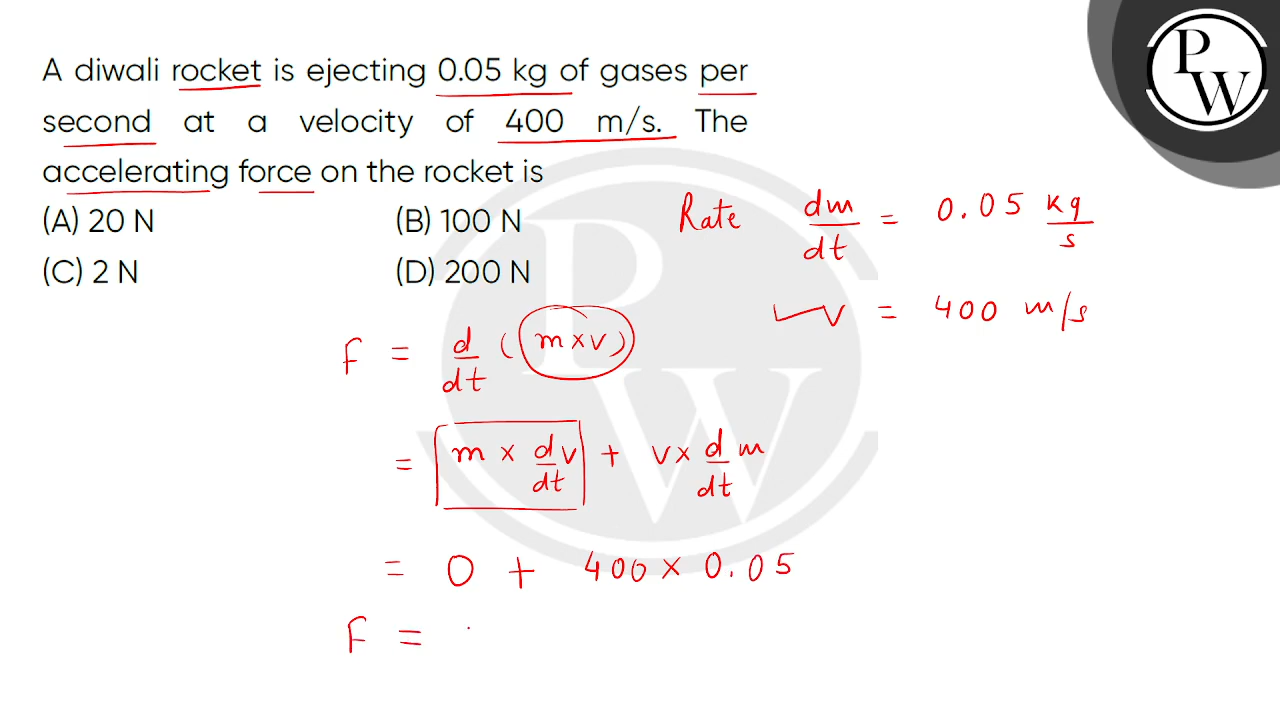 A diwali rocket is ejecting 0.05 kg of gases per
second at a velocity of 400 m/s. The
accelerating force on the rocket is
(A) 20 N (B) 100 N
(C) 2 N (D) 200 N
Rate dm/dt = 0.05 kg/s
v = 400 m/s
F = d/dt (m×v)
= m × dv/dt + v× d/dt m
= 0 + 400 × 0.05
F =
PW
PW